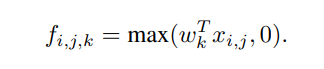 f_{i,j,k} = max(w_k^T x_{i,j}, 0).